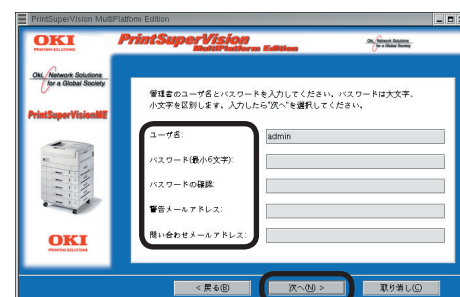 PrintSuperVision MultiPlatform Edition
OKI
PRINTING SOLUTIONS
PrintSuperVision
MultiPlatform Edition
Oki, Network Solutions
for a Global Society
Oki, Network Solutions
for a Global Society
PrintSuperVisionME
管理者のユーザ名とパスワードを入力してください。パスワードは大文字、
小文字を区別します。入力したら"次へ"を選択してください。
ユーザ名:
admin
パスワード(最小6文字):
パスワードの確認:
警告メールアドレス:
問い合わせメールアドレス:
OKI
PRINTING SOLUTIONS
< 戻る(B)
次へ(N) >
取り消し(C)